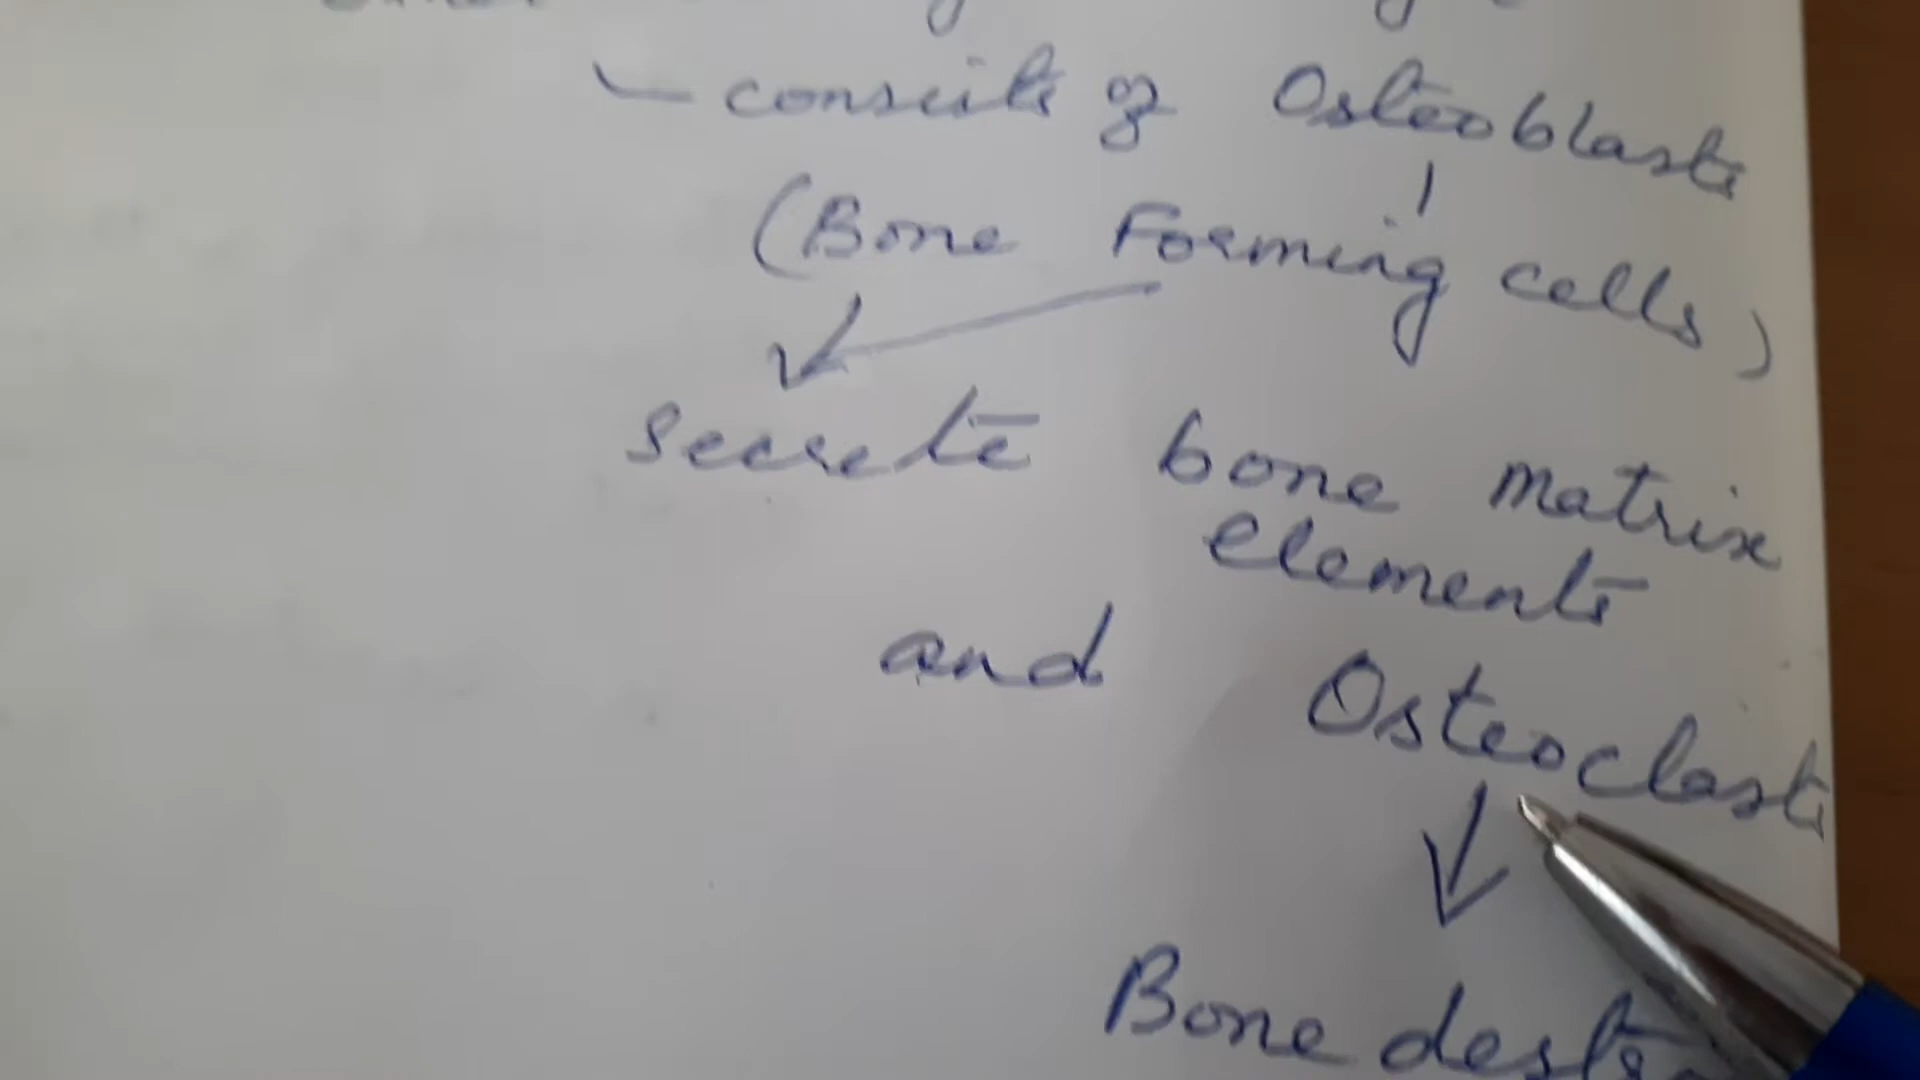 - consists of Osteoblasts
(Bone Forming cells)
secrete bone matrix
elements
and Osteoclasts
Bone